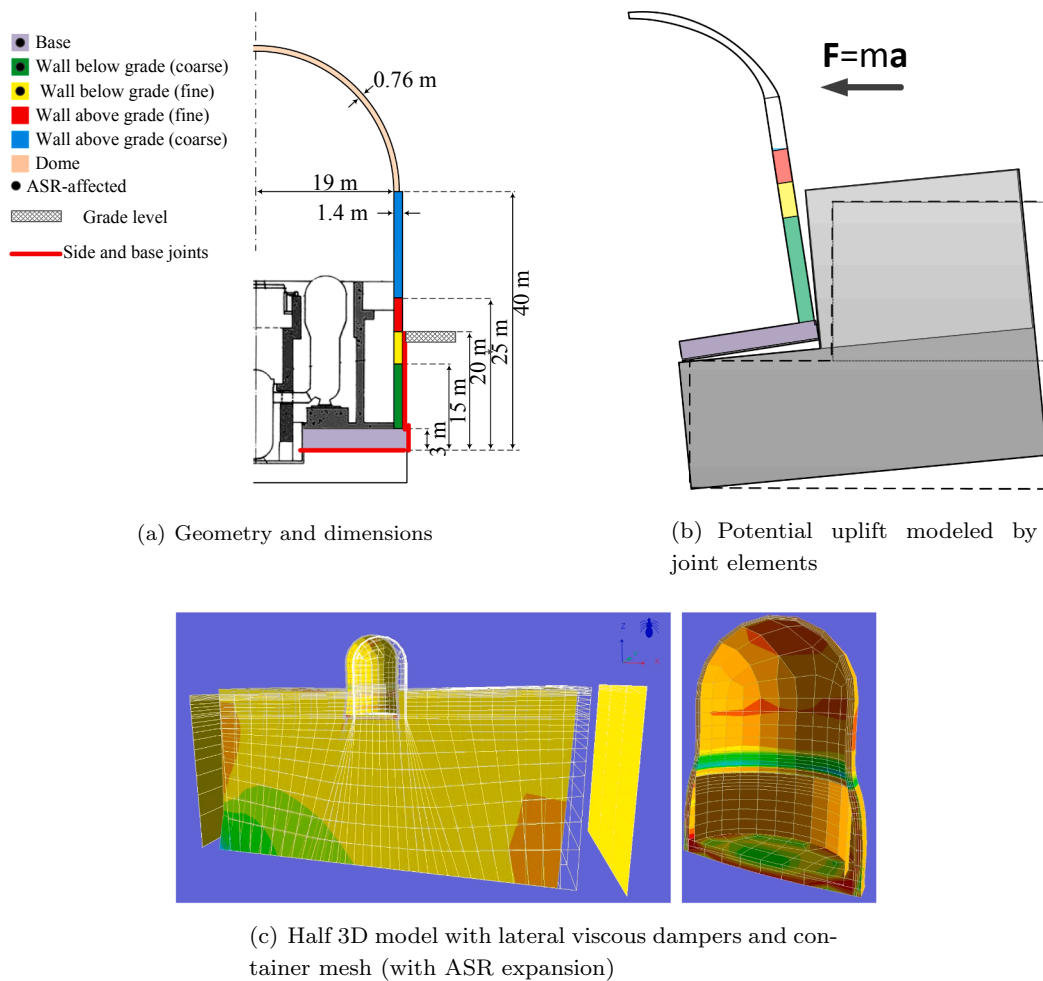 Base
Wall below grade (coarse)
Wall below grade (fine)
Wall above grade (fine)
Wall above grade (coarse)
Dome
ASR-affected
Grade level
Side and base joints
0.76 m
19 m
1.4 m
40 m
25 m
20 m
15 m
3 m
(a) Geometry and dimensions
F=ma
(b) Potential uplift modeled by
joint elements
Z
X
(c) Half 3D model with lateral viscous dampers and con-
tainer mesh (with ASR expansion)